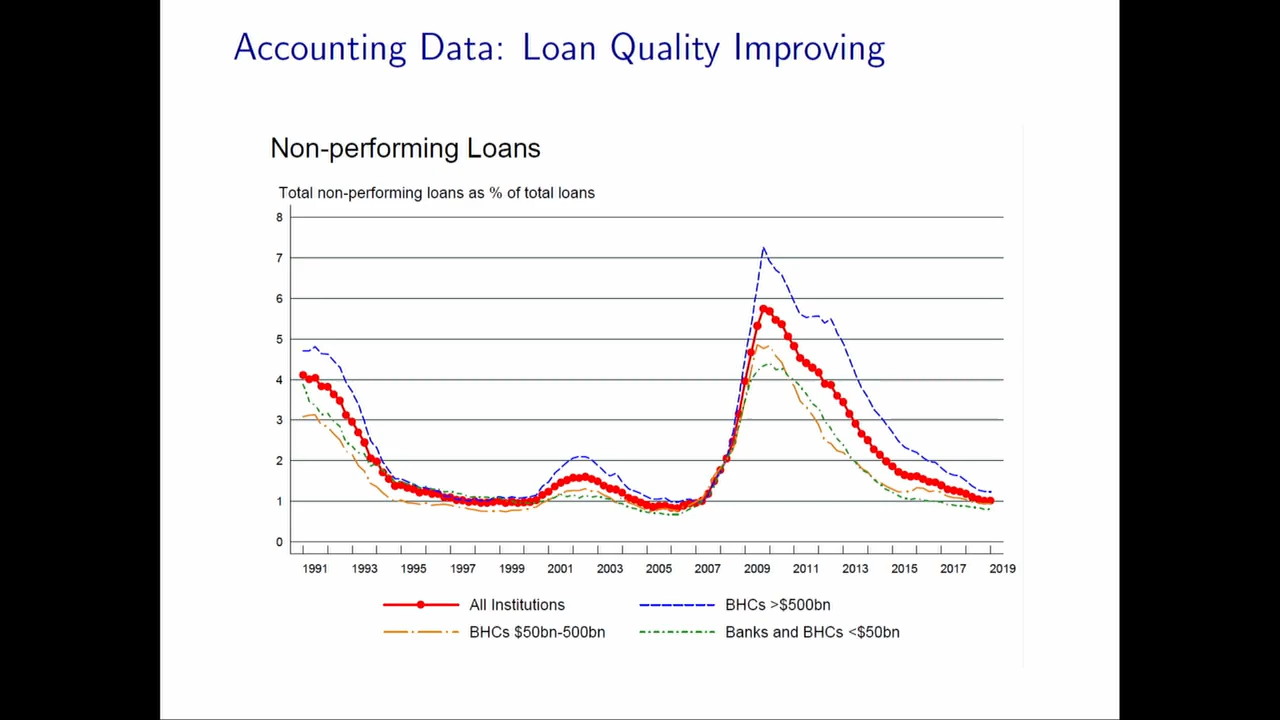 Accounting Data: Loan Quality Improving
Non-performing Loans
Total non-performing loans as % of total loans
8
7
6
5
4
3
2
1
0
1991 1993 1995 1997 1999 2001 2003 2005 2007 2009 2011 2013 2015 2017 2019
All Institutions BHCs >$500bn
BHCs $50bn-500bn Banks and BHCs <$50bn